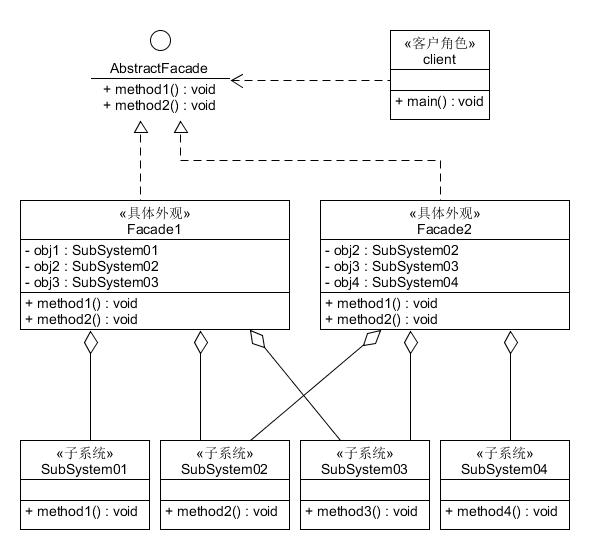 AbstractFacade
+ method1() : void
+ method2() : void
«客户角色»
client
+ main() : void
«具体外观»
Facade1
- obj1 : SubSystem01
- obj2 : SubSystem02
- obj3 : SubSystem03
+ method1() : void
+ method2() : void
«具体外观»
Facade2
- obj2 : SubSystem02
- obj3 : SubSystem03
- obj4 : SubSystem04
+ method1() : void
+ method2() : void
«子系统»
SubSystem01
+ method1() : void
«子系统»
SubSystem02
+ method2() : void
«子系统»
SubSystem03
+ method3() : void
«子系统»
SubSystem04
+ method4() : void